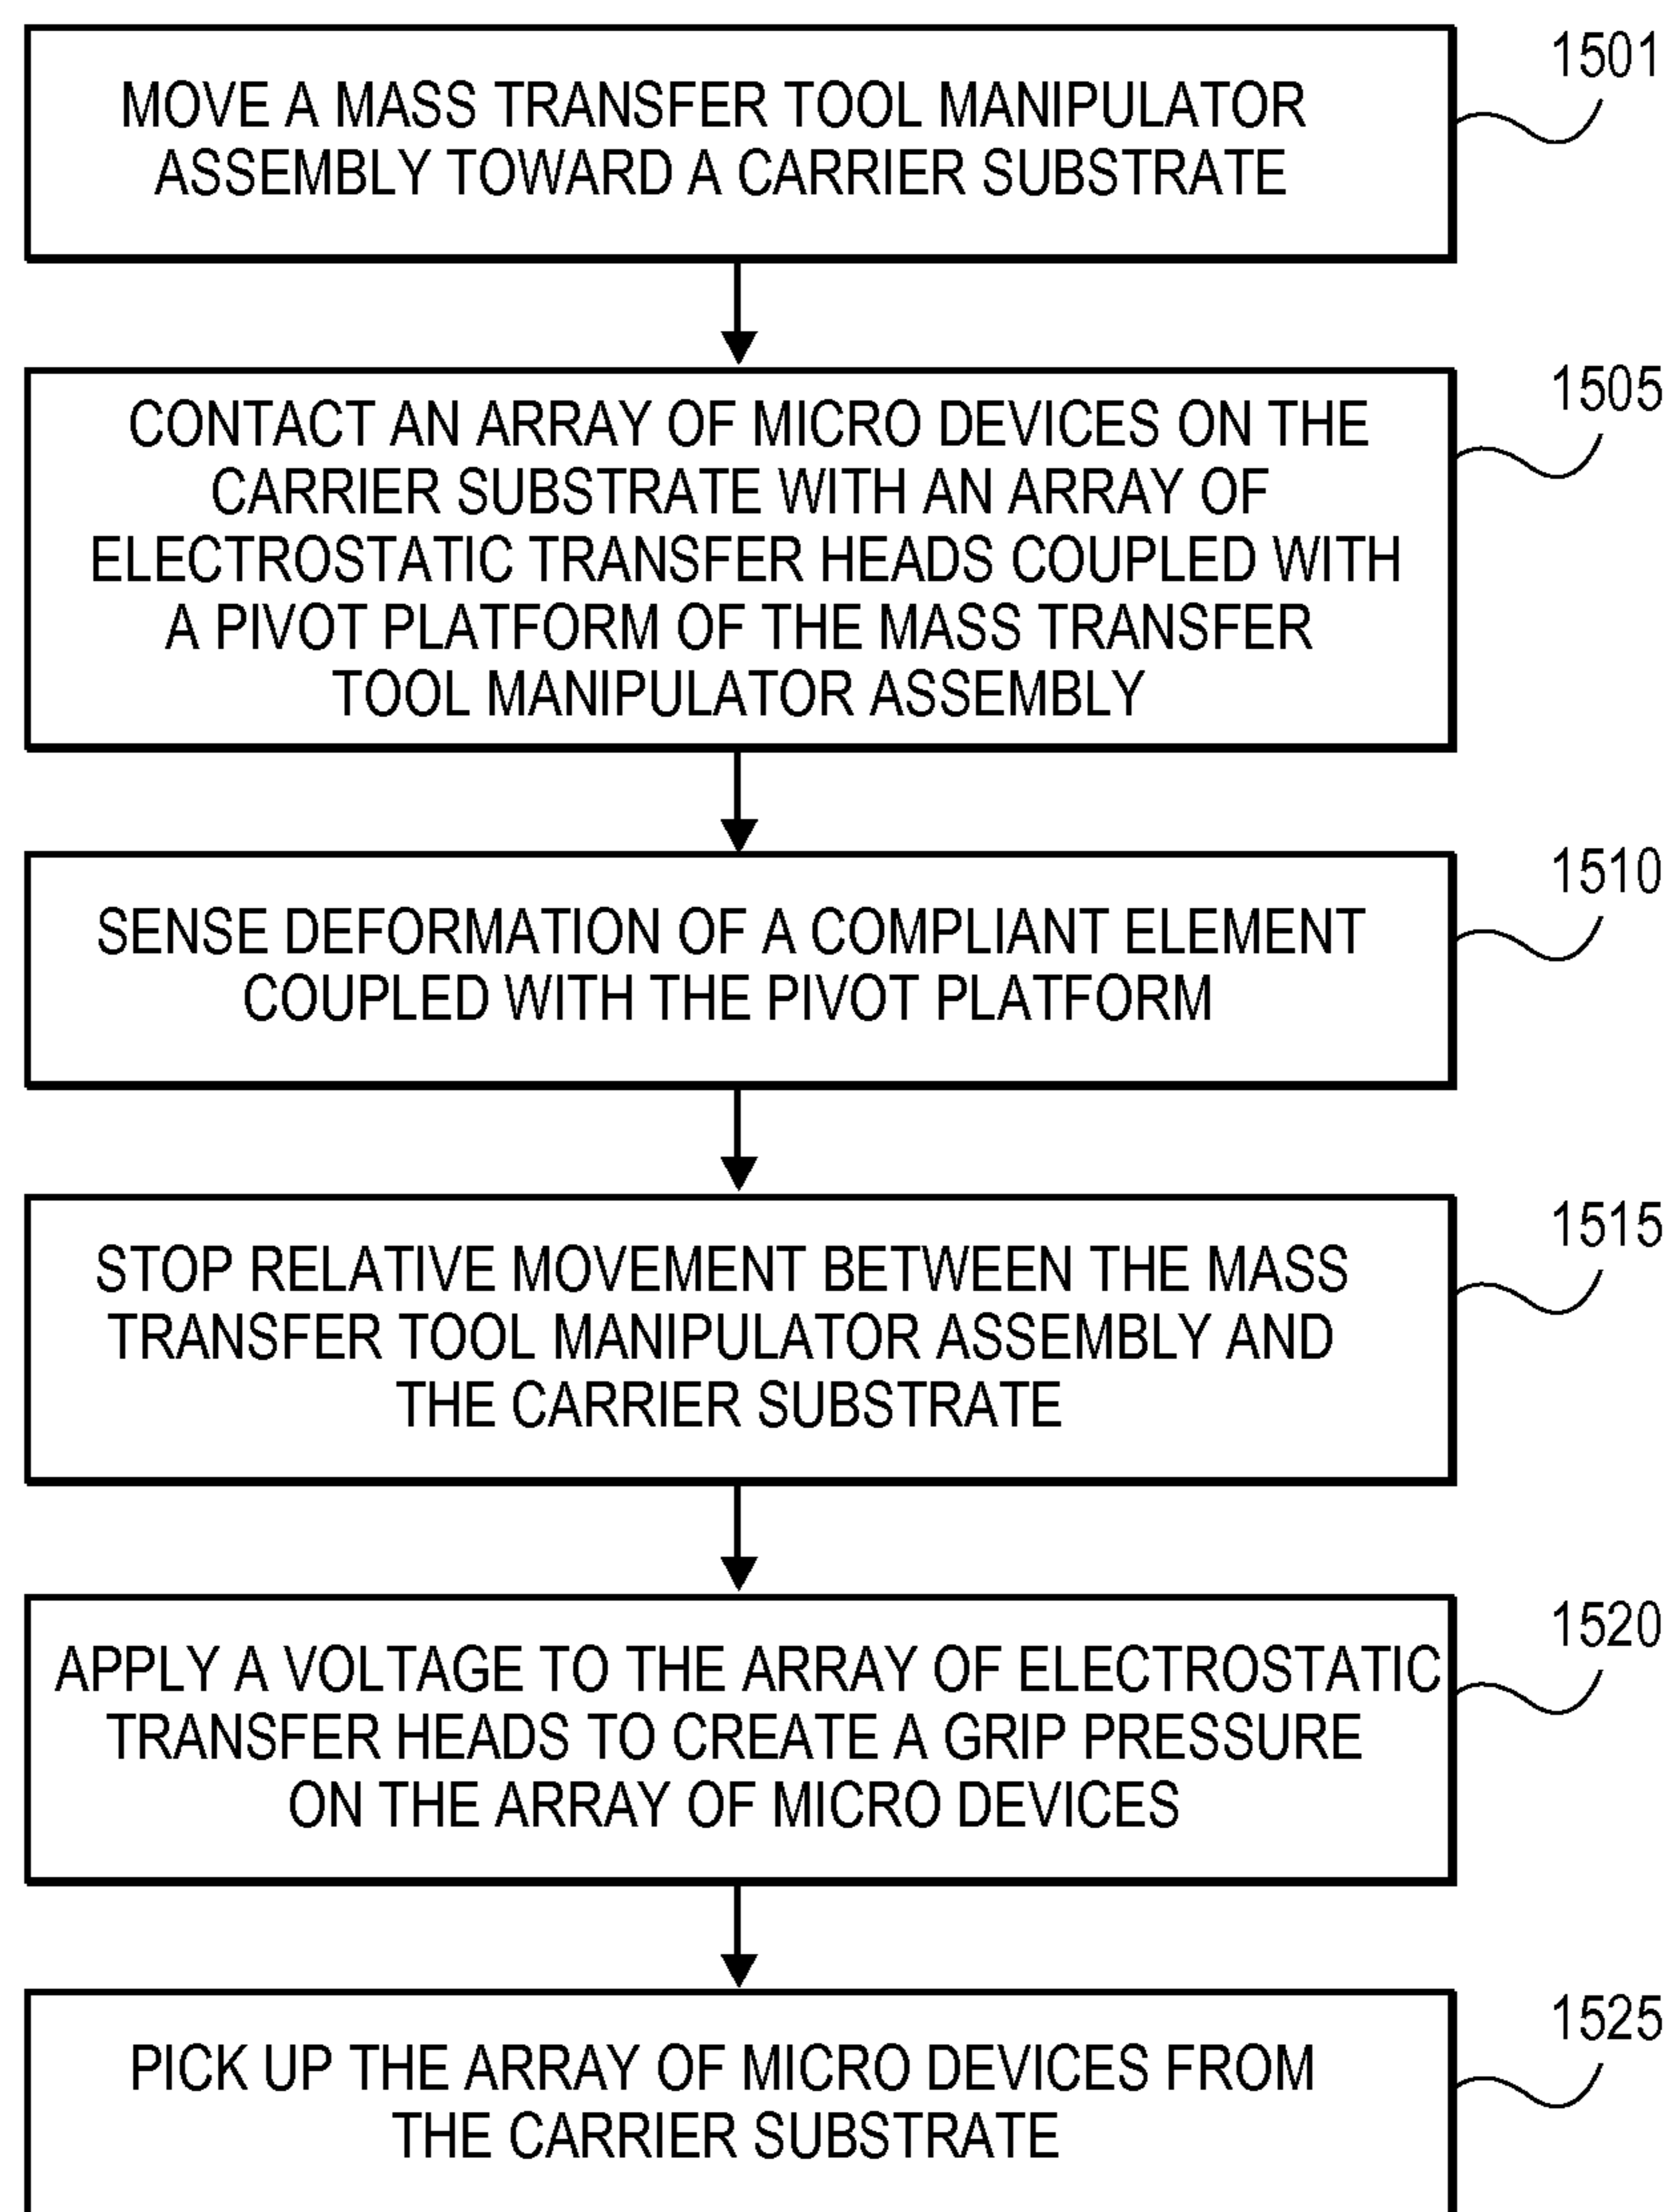 1501
MOVE A MASS TRANSFER TOOL MANIPULATOR
ASSEMBLY TOWARD A CARRIER SUBSTRATE
1505
CONTACT AN ARRAY OF MICRO DEVICES ON THE
CARRIER SUBSTRATE WITH AN ARRAY OF
ELECTROSTATIC TRANSFER HEADS COUPLED WITH
A PIVOT PLATFORM OF THE MASS TRANSFER
TOOL MANIPULATOR ASSEMBLY
1510
SENSE DEFORMATION OF A COMPLIANT ELEMENT
COUPLED WITH THE PIVOT PLATFORM
1515
STOP RELATIVE MOVEMENT BETWEEN THE MASS
TRANSFER TOOL MANIPULATOR ASSEMBLY AND
THE CARRIER SUBSTRATE
1520
APPLY A VOLTAGE TO THE ARRAY OF ELECTROSTATIC
TRANSFER HEADS TO CREATE A GRIP PRESSURE
ON THE ARRAY OF MICRO DEVICES
1525
PICK UP THE ARRAY OF MICRO DEVICES FROM
THE CARRIER SUBSTRATE